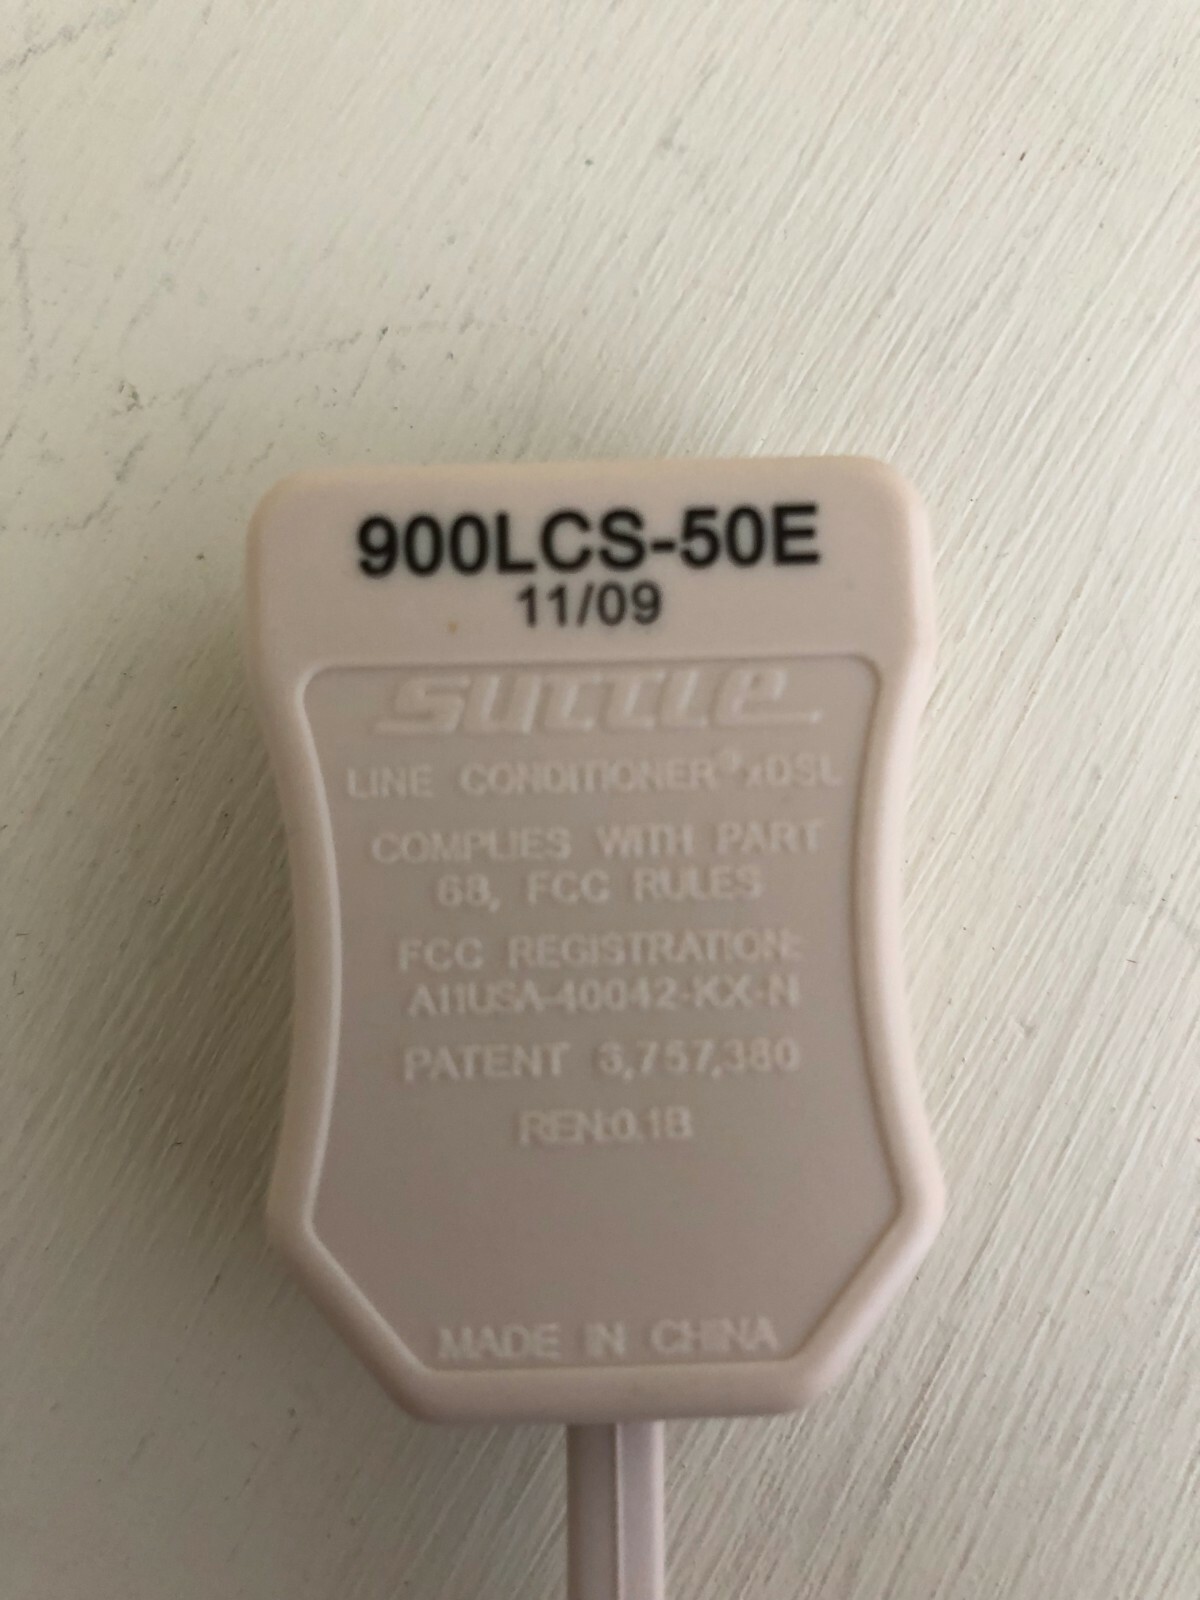 900LCS-50E
11/09
Suttle
LINE CONDITIONER³ xDSL
COMPLIES WITH PART
68, FCC RULES
FCC REGISTRATION:
A11USA-40042-KX-N
PATENT 3,757,380
REN:0.1B
MADE IN CHINA